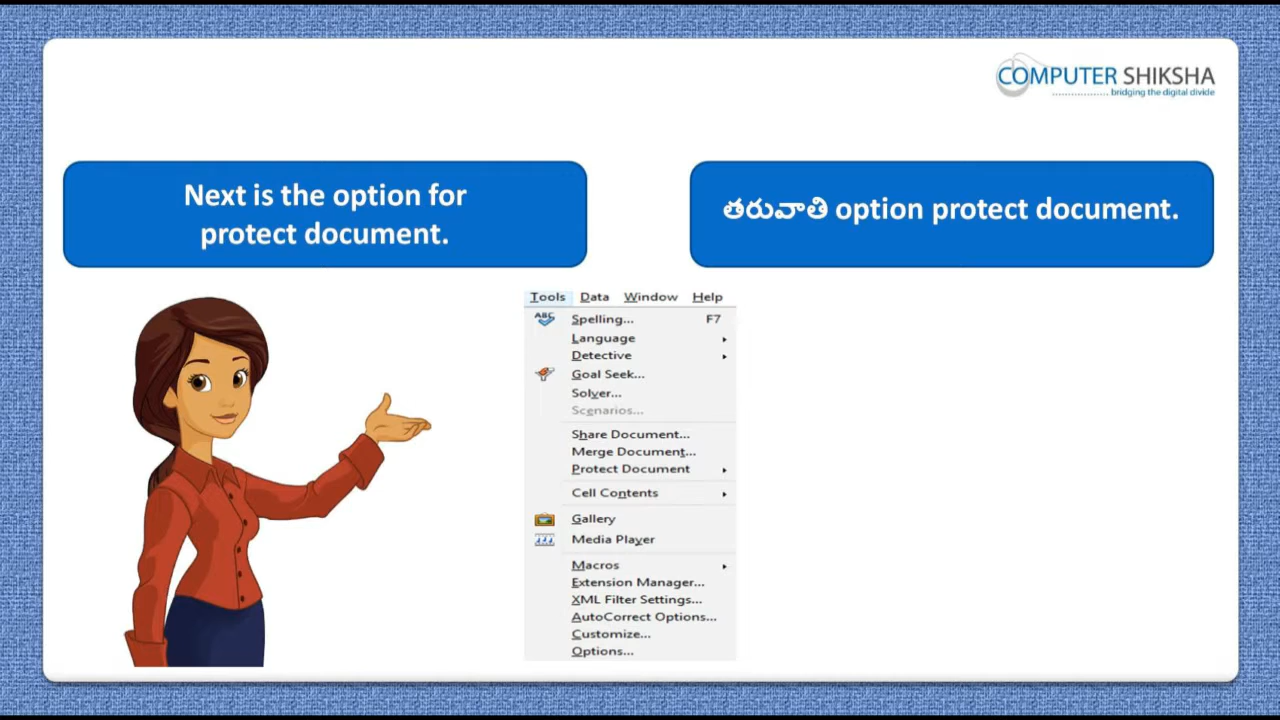 COMPUTER SHIKSHA
.................. bridging the digital divide
Next is the option for
protect document.
తరువాతి option protect document.
Tools Data Window Help
ABC Spelling... F7
Language
Detective
Goal Seek...
Solver...
Scenarios...
Share Document...
Merge Document...
Protect Document
Cell Contents
Gallery
Media Player
Macros
Extension Manager...
XML Filter Settings...
AutoCorrect Options...
Customize...
Options...